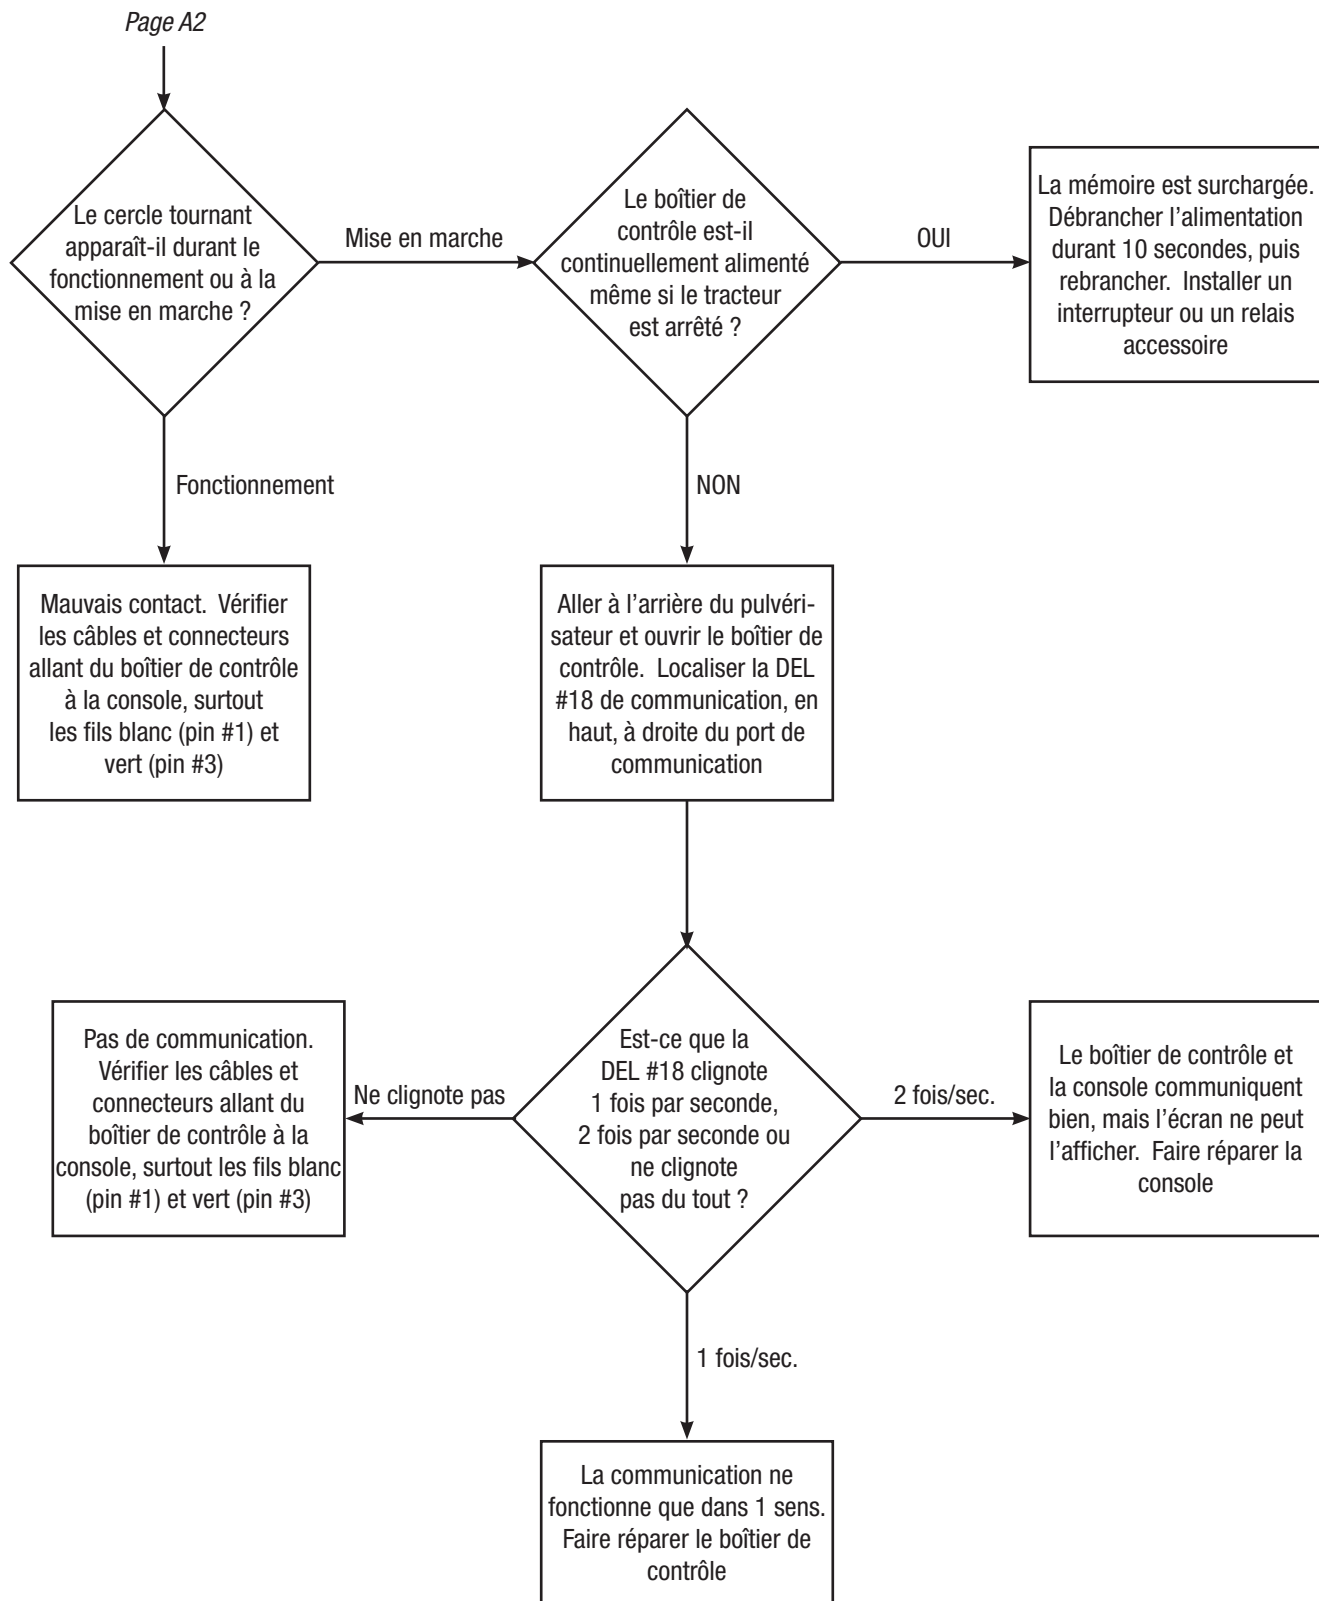 Page A2
Le cercle tournant
apparaît-il durant le
fonctionnement ou à la
mise en marche ?
Mise en marche
Le boîtier de
contrôle est-il
continuellement alimenté
même si le tracteur
est arrêté ?
OUI
La mémoire est surchargée.
Débrancher l’alimentation
durant 10 secondes, puis
rebrancher.  Installer un
interrupteur ou un relais
accessoire
Fonctionnement
NON
Mauvais contact.  Vérifier
les câbles et connecteurs
allant du boîtier de contrôle
à la console, surtout
les fils blanc (pin #1) et
vert (pin #3)
Aller à l’arrière du pulvéri-
sateur et ouvrir le boîtier de
contrôle.  Localiser la DEL
#18 de communication, en
haut, à droite du port de
communication
Pas de communication.
Vérifier les câbles et
connecteurs allant du
boîtier de contrôle à la
console, surtout les fils blanc
(pin #1) et vert (pin #3)
Ne clignote pas
Est-ce que la
DEL #18 clignote
1 fois par seconde,
2 fois par seconde ou
ne clignote
pas du tout ?
2 fois/sec.
Le boîtier de contrôle et
la console communiquent
bien, mais l’écran ne peut
l’afficher.  Faire réparer la
console
1 fois/sec.
La communication ne
fonctionne que dans 1 sens.
Faire réparer le boîtier de
contrôle